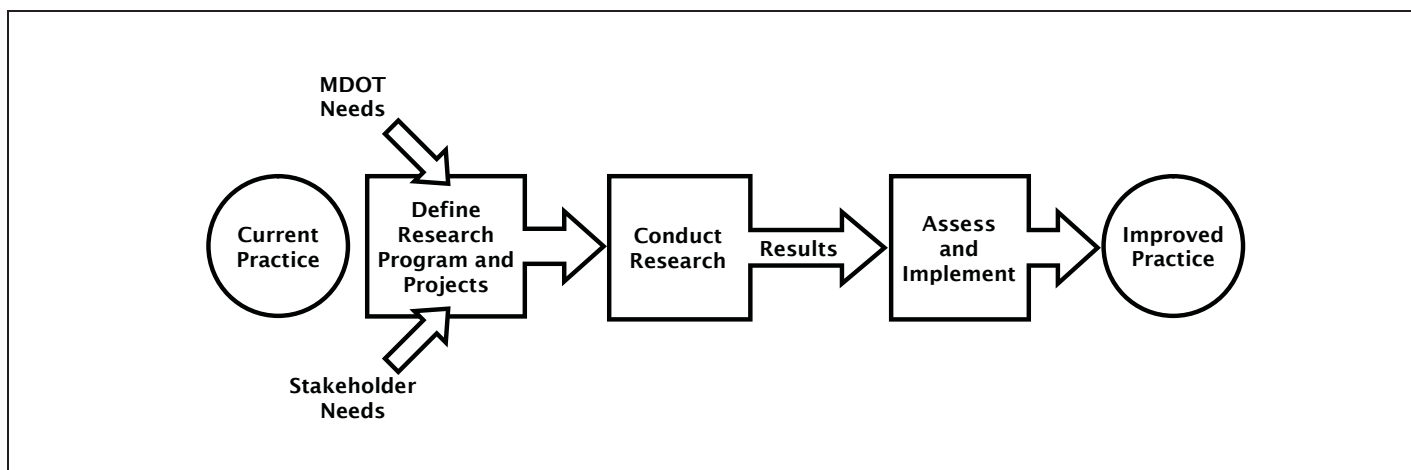 MDOT
Needs
Current
Practice
Define
Research
Program and
Projects
Stakeholder
Needs
Conduct
Research
Results
Assess
and
Implement
Improved
Practice